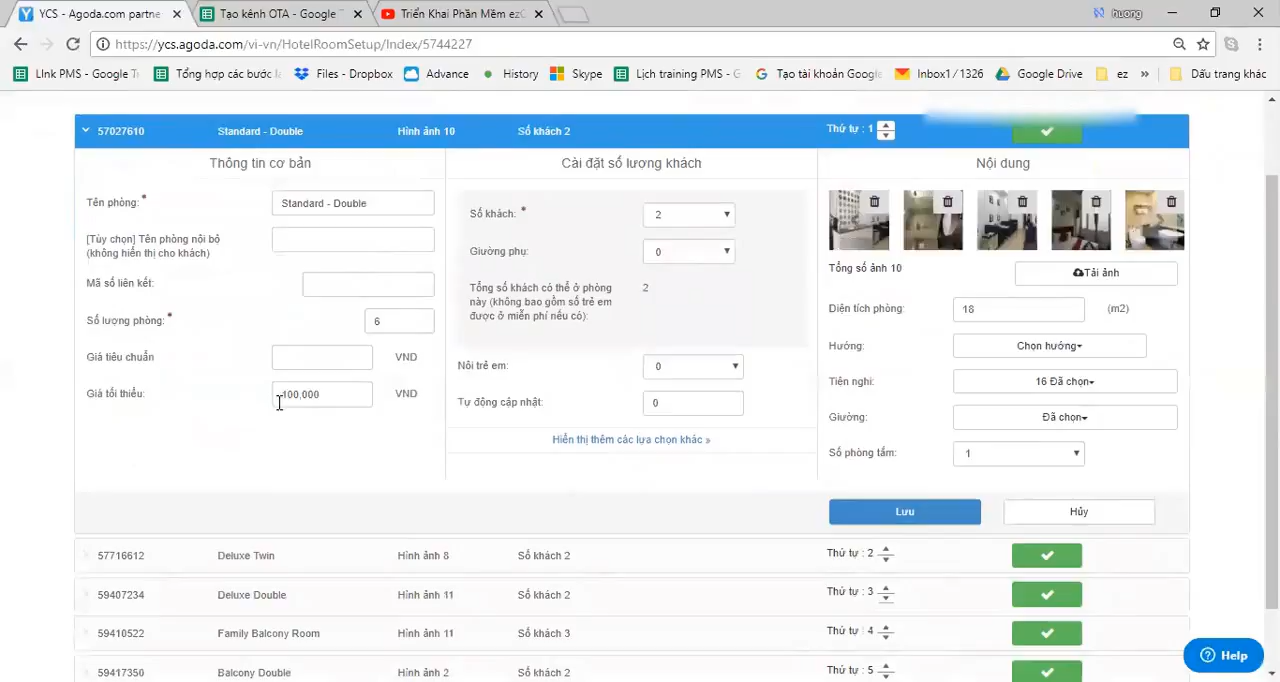 YCS - Agoda.com partne
Tạo kênh OTA - Google
Triển Khai Phần Mềm ez
huong
https://ycs.agoda.com/vi-vn/HotelRoomSetup/Index/5744227
LInk PMS - Google T
Tổng hợp các bước
Files - Dropbox
Advance
History
Skype
Lịch training PMS - G
Tạo tài khoản Google
Inbox1 / 1326
Google Drive
ez
»
Dấu trang khác
57027610 Standard - Double Hình ảnh 10 Số khách 2 Thứ tự : 1
Thông tin cơ bản
Tên phòng: * Standard - Double
[Tùy chọn] Tên phòng nội bộ
(không hiển thị cho khách)
Mã số liên kết:
Số lượng phòng: * 6
Giá tiêu chuẩn VND
Giá tối thiểu: 100,000 VND
Cài đặt số lượng khách
Số khách: * 2
Giường phụ: 0
Tổng số khách có thể ở phòng 2
này (không bao gồm số trẻ em
được ở miễn phí nếu có):
Nôi trẻ em: 0
Tự động cập nhật: 0
Hiển thị thêm các lựa chọn khác »
Nội dung
Tổng số ảnh 10 Tải ảnh
Diện tích phòng: 18 (m2)
Hướng: Chọn hướng
Tiện nghi: 16 Đã chọn
Giường: Đã chọn
Số phòng tắm: 1
Lưu Hủy
57716612 Deluxe Twin Hình ảnh 8 Số khách 2 Thứ tự : 2
59407234 Deluxe Double Hình ảnh 11 Số khách 2 Thứ tự : 3
59410522 Family Balcony Room Hình ảnh 11 Số khách 3 Thứ tự : 4
59417350 Balcony Double Hình ảnh 2 Số khách 2 Thứ tự : 5
Help